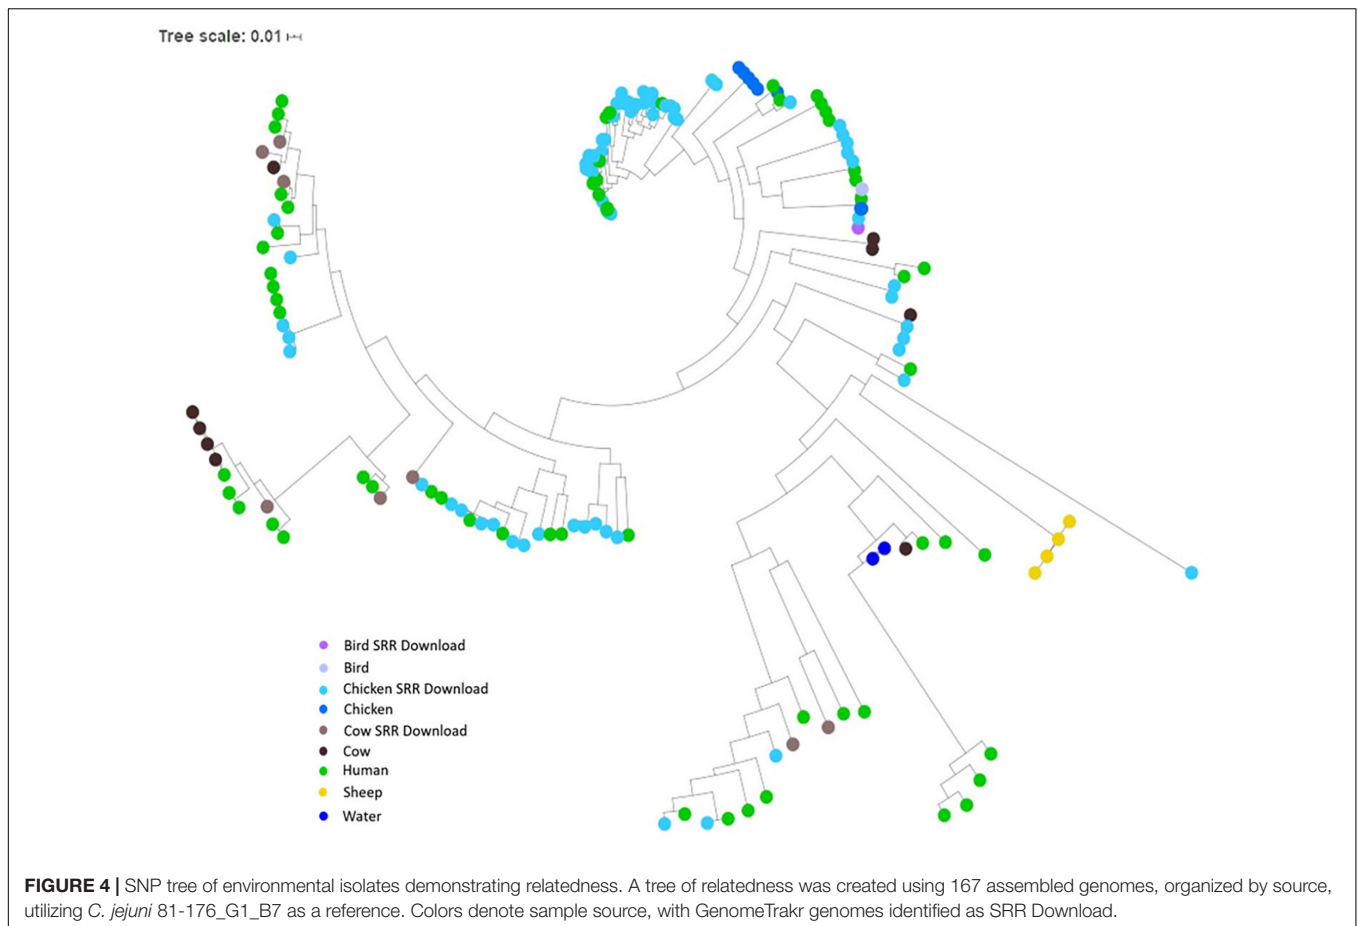 Tree scale: 0.01
Bird SRR Download
Bird
Chicken SRR Download
Chicken
Cow SRR Download
Cow
Human
Sheep
Water
FIGURE 4 | SNP tree of environmental isolates demonstrating relatedness. A tree of relatedness was created using 167 assembled genomes, organized by source,
utilizing C. jejuni 81-176_G1_B7 as a reference. Colors denote sample source, with GenomeTrakr genomes identified as SRR Download.